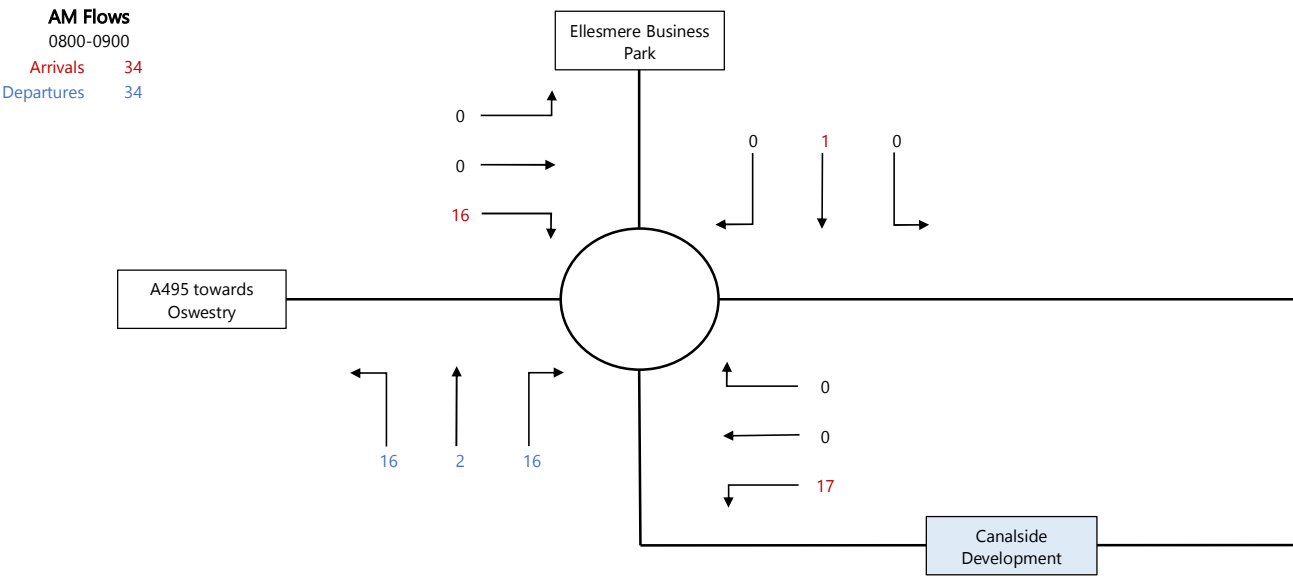 AM Flows
0800-0900
Arrivals 34
Departures 34
Ellesmere Business
Park
0
0
16
0 1 0
A495 towards
Oswestry
16 2 16
0
0
17
Canalside
Development